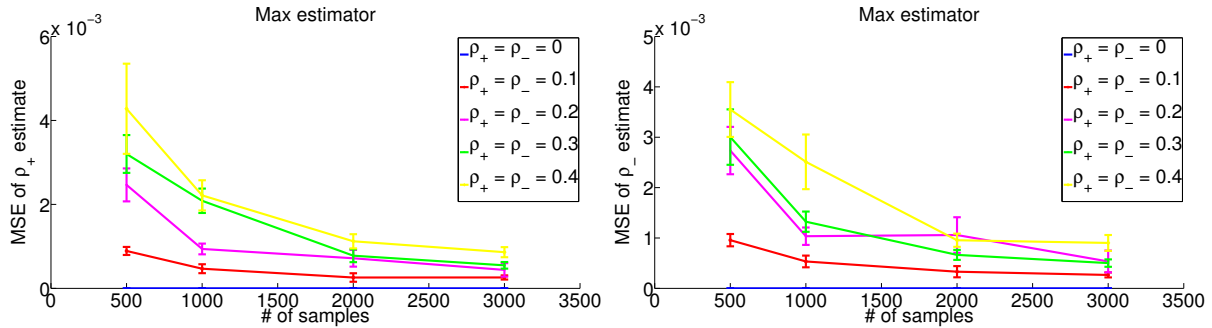 Max estimator
x 10⁻³
6
4
2
0
0 500 1000 1500 2000 2500 3000 3500
# of samples
MSE of ρ₊ estimate
ρ₊ = ρ₋ = 0
ρ₊ = ρ₋ = 0.1
ρ₊ = ρ₋ = 0.2
ρ₊ = ρ₋ = 0.3
ρ₊ = ρ₋ = 0.4
Max estimator
x 10⁻³
5
4
3
2
1
0
0 500 1000 1500 2000 2500 3000 3500
# of samples
MSE of ρ₋ estimate
ρ₊ = ρ₋ = 0
ρ₊ = ρ₋ = 0.1
ρ₊ = ρ₋ = 0.2
ρ₊ = ρ₋ = 0.3
ρ₊ = ρ₋ = 0.4